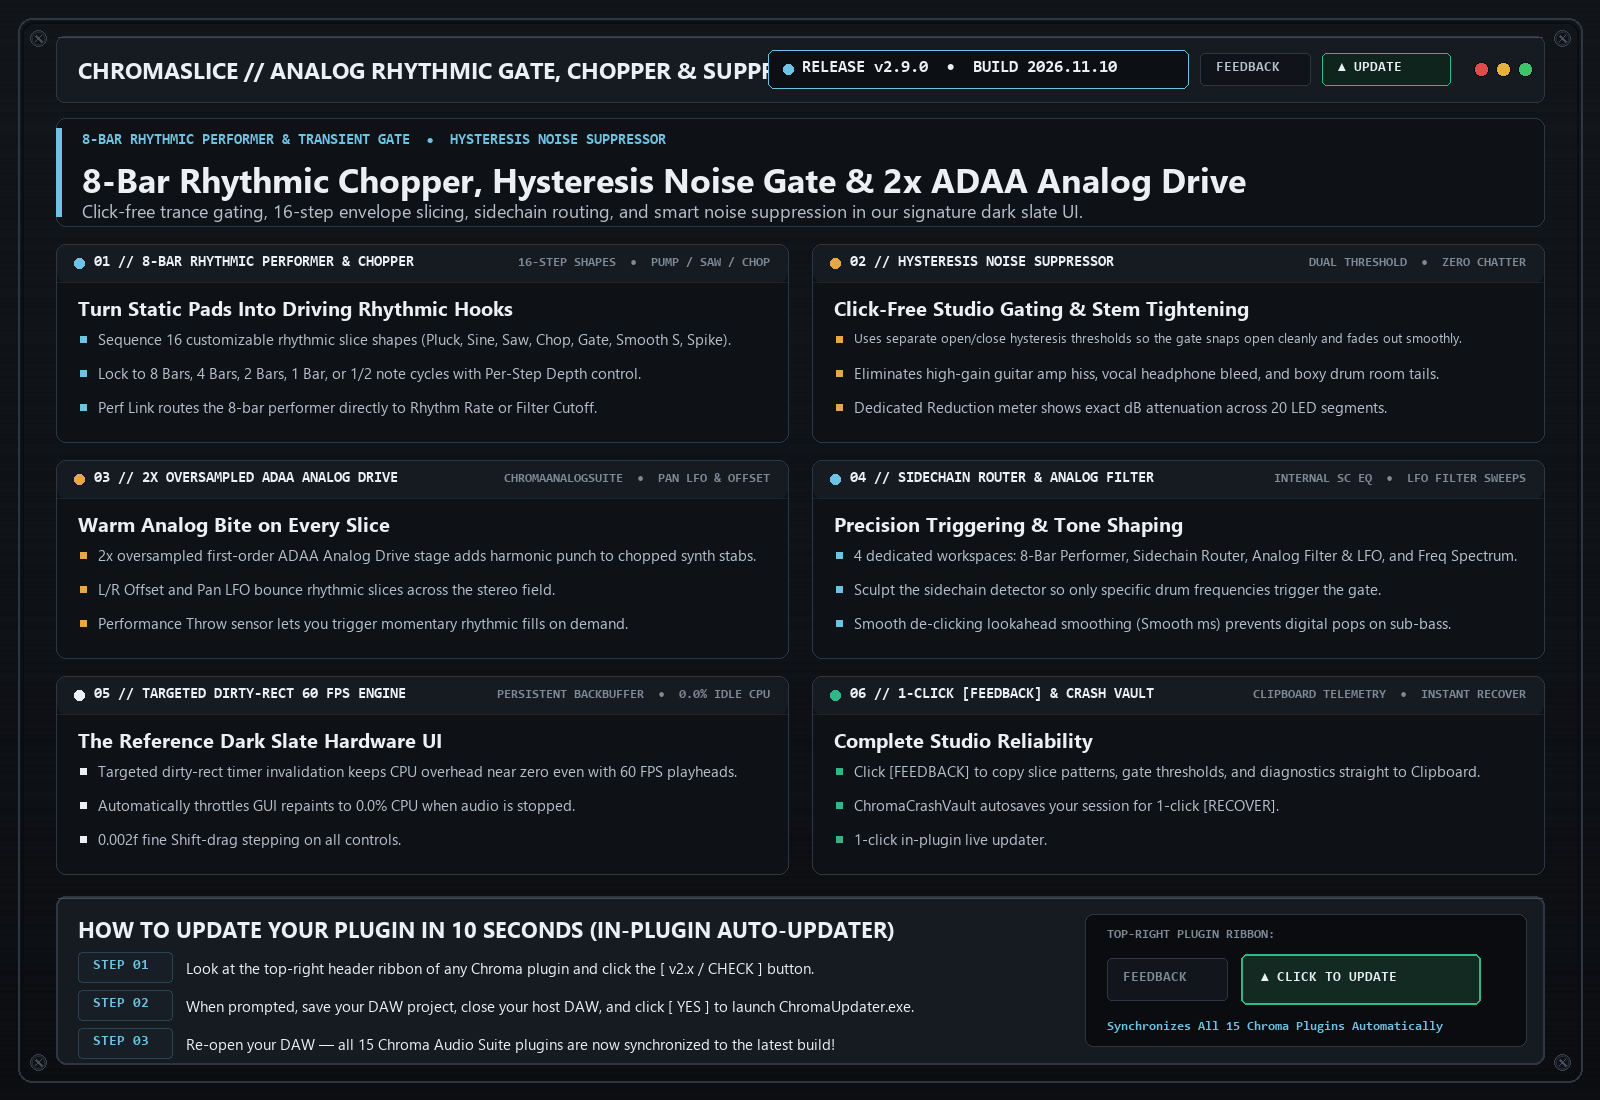 CHROMASLICE // ANALOG RHYTHMIC GATE, CHOPPER & SUPPR
RELEASE v2.9.0 • BUILD 2026.11.10
FEEDBACK
▲ UPDATE
8-BAR RHYTHMIC PERFORMER & TRANSIENT GATE • HYSTERESIS NOISE SUPPRESSOR
8-Bar Rhythmic Chopper, Hysteresis Noise Gate & 2x ADAA Analog Drive
Click-free trance gating, 16-step envelope slicing, sidechain routing, and smart noise suppression in our signature dark slate UI.
01 // 8-BAR RHYTHMIC PERFORMER & CHOPPER
16-STEP SHAPES • PUMP / SAW / CHOP
Turn Static Pads Into Driving Rhythmic Hooks
Sequence 16 customizable rhythmic slice shapes (Pluck, Sine, Saw, Chop, Gate, Smooth S, Spike).
Lock to 8 Bars, 4 Bars, 2 Bars, 1 Bar, or 1/2 note cycles with Per-Step Depth control.
Perf Link routes the 8-bar performer directly to Rhythm Rate or Filter Cutoff.
02 // HYSTERESIS NOISE SUPPRESSOR
DUAL THRESHOLD • ZERO CHATTER
Click-Free Studio Gating & Stem Tightening
Uses separate open/close hysteresis thresholds so the gate snaps open cleanly and fades out smoothly.
Eliminates high-gain guitar amp hiss, vocal headphone bleed, and boxy drum room tails.
Dedicated Reduction meter shows exact dB attenuation across 20 LED segments.
03 // 2X OVERSAMPLED ADAA ANALOG DRIVE
CHROMAANALOGSUITE • PAN LFO & OFFSET
Warm Analog Bite on Every Slice
2x oversampled first-order ADAA Analog Drive stage adds harmonic punch to chopped synth stabs.
L/R Offset and Pan LFO bounce rhythmic slices across the stereo field.
Performance Throw sensor lets you trigger momentary rhythmic fills on demand.
04 // SIDECHAIN ROUTER & ANALOG FILTER
INTERNAL SC EQ • LFO FILTER SWEEPS
Precision Triggering & Tone Shaping
4 dedicated workspaces: 8-Bar Performer, Sidechain Router, Analog Filter & LFO, and Freq Spectrum.
Sculpt the sidechain detector so only specific drum frequencies trigger the gate.
Smooth de-clicking lookahead smoothing (Smooth ms) prevents digital pops on sub-bass.
05 // TARGETED DIRTY-RECT 60 FPS ENGINE
PERSISTENT BACKBUFFER • 0.0% IDLE CPU
The Reference Dark Slate Hardware UI
Targeted dirty-rect timer invalidation keeps CPU overhead near zero even with 60 FPS playheads.
Automatically throttles GUI repaints to 0.0% CPU when audio is stopped.
0.002f fine Shift-drag stepping on all controls.
06 // 1-CLICK [FEEDBACK] & CRASH VAULT
CLIPBOARD TELEMETRY • INSTANT RECOVER
Complete Studio Reliability
Click [FEEDBACK] to copy slice patterns, gate thresholds, and diagnostics straight to Clipboard.
ChromaCrashVault autosaves your session for 1-click [RECOVER].
1-click in-plugin live updater.
HOW TO UPDATE YOUR PLUGIN IN 10 SECONDS (IN-PLUGIN AUTO-UPDATER)
STEP 01
Look at the top-right header ribbon of any Chroma plugin and click the [ v2.x / CHECK ] button.
STEP 02
When prompted, save your DAW project, close your host DAW, and click [ YES ] to launch ChromaUpdater.exe.
STEP 03
Re-open your DAW — all 15 Chroma Audio Suite plugins are now synchronized to the latest build!
TOP-RIGHT PLUGIN RIBBON:
FEEDBACK
▲ CLICK TO UPDATE
Synchronizes All 15 Chroma Plugins Automatically